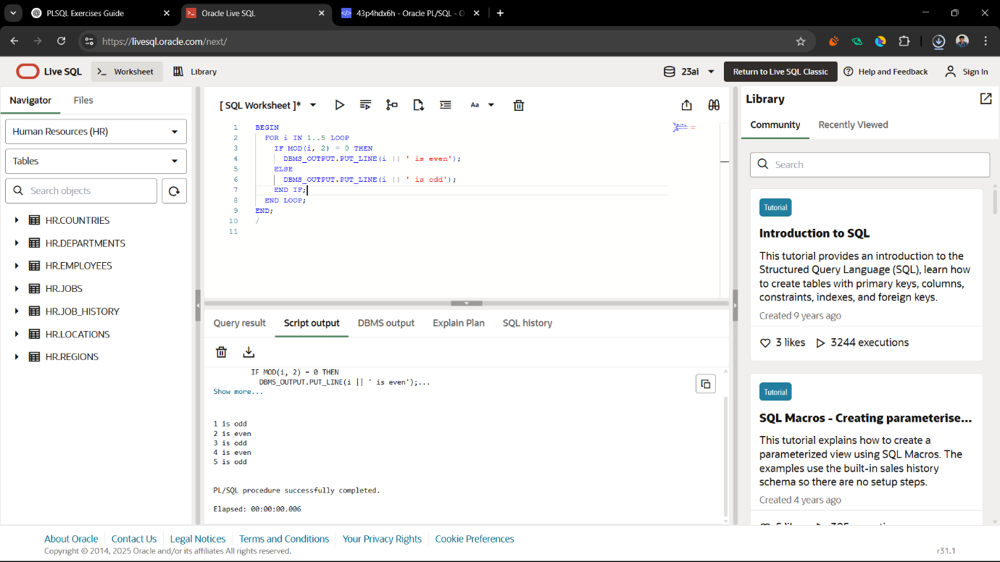 PLSQL Exercises Guide
Oracle Live SQL
43p4hdx6h - Oracle PL/SQL - O
https://livesql.oracle.com/next/
Live SQL
Worksheet
Library
23ai
Return to Live SQL Classic
Help and Feedback
Sign In
Navigator
Files
Human Resources (HR)
Tables
Search objects
HR.COUNTRIES
HR.DEPARTMENTS
HR.EMPLOYEES
HR.JOBS
HR.JOB_HISTORY
HR.LOCATIONS
HR.REGIONS
[ SQL Worksheet ]*
Aa
1 BEGIN
2 FOR i IN 1..5 LOOP
3 IF MOD(i, 2) = 0 THEN
4 DBMS_OUTPUT.PUT_LINE(i || ' is even');
5 ELSE
6 DBMS_OUTPUT.PUT_LINE(i || ' is odd');
7 END IF;
8 END LOOP;
9 END;
10 /
11
Query result
Script output
DBMS output
Explain Plan
SQL history
IF MOD(i, 2) = 0 THEN
DBMS_OUTPUT.PUT_LINE(i || ' is even');...
Show more...
1 is odd
2 is even
3 is odd
4 is even
5 is odd
PL/SQL procedure successfully completed.
Elapsed: 00:00:00.006
Library
Community
Recently Viewed
Search
Tutorial
Introduction to SQL
This tutorial provides an introduction to the
Structured Query Language (SQL), learn how
to create tables with primary keys, columns,
constraints, indexes, and foreign keys.
Created 9 years ago
3 likes
3244 executions
Tutorial
SQL Macros - Creating parameterise...
This tutorial explains how to create a
parameterized view using SQL Macros. The
examples use the built-in sales history
schema so there are no setup steps.
Created 4 years ago
About Oracle
Contact Us
Legal Notices
Terms and Conditions
Your Privacy Rights
Cookie Preferences
Copyright © 2014, 2025 Oracle and/or its affiliates All rights reserved.
r31.1